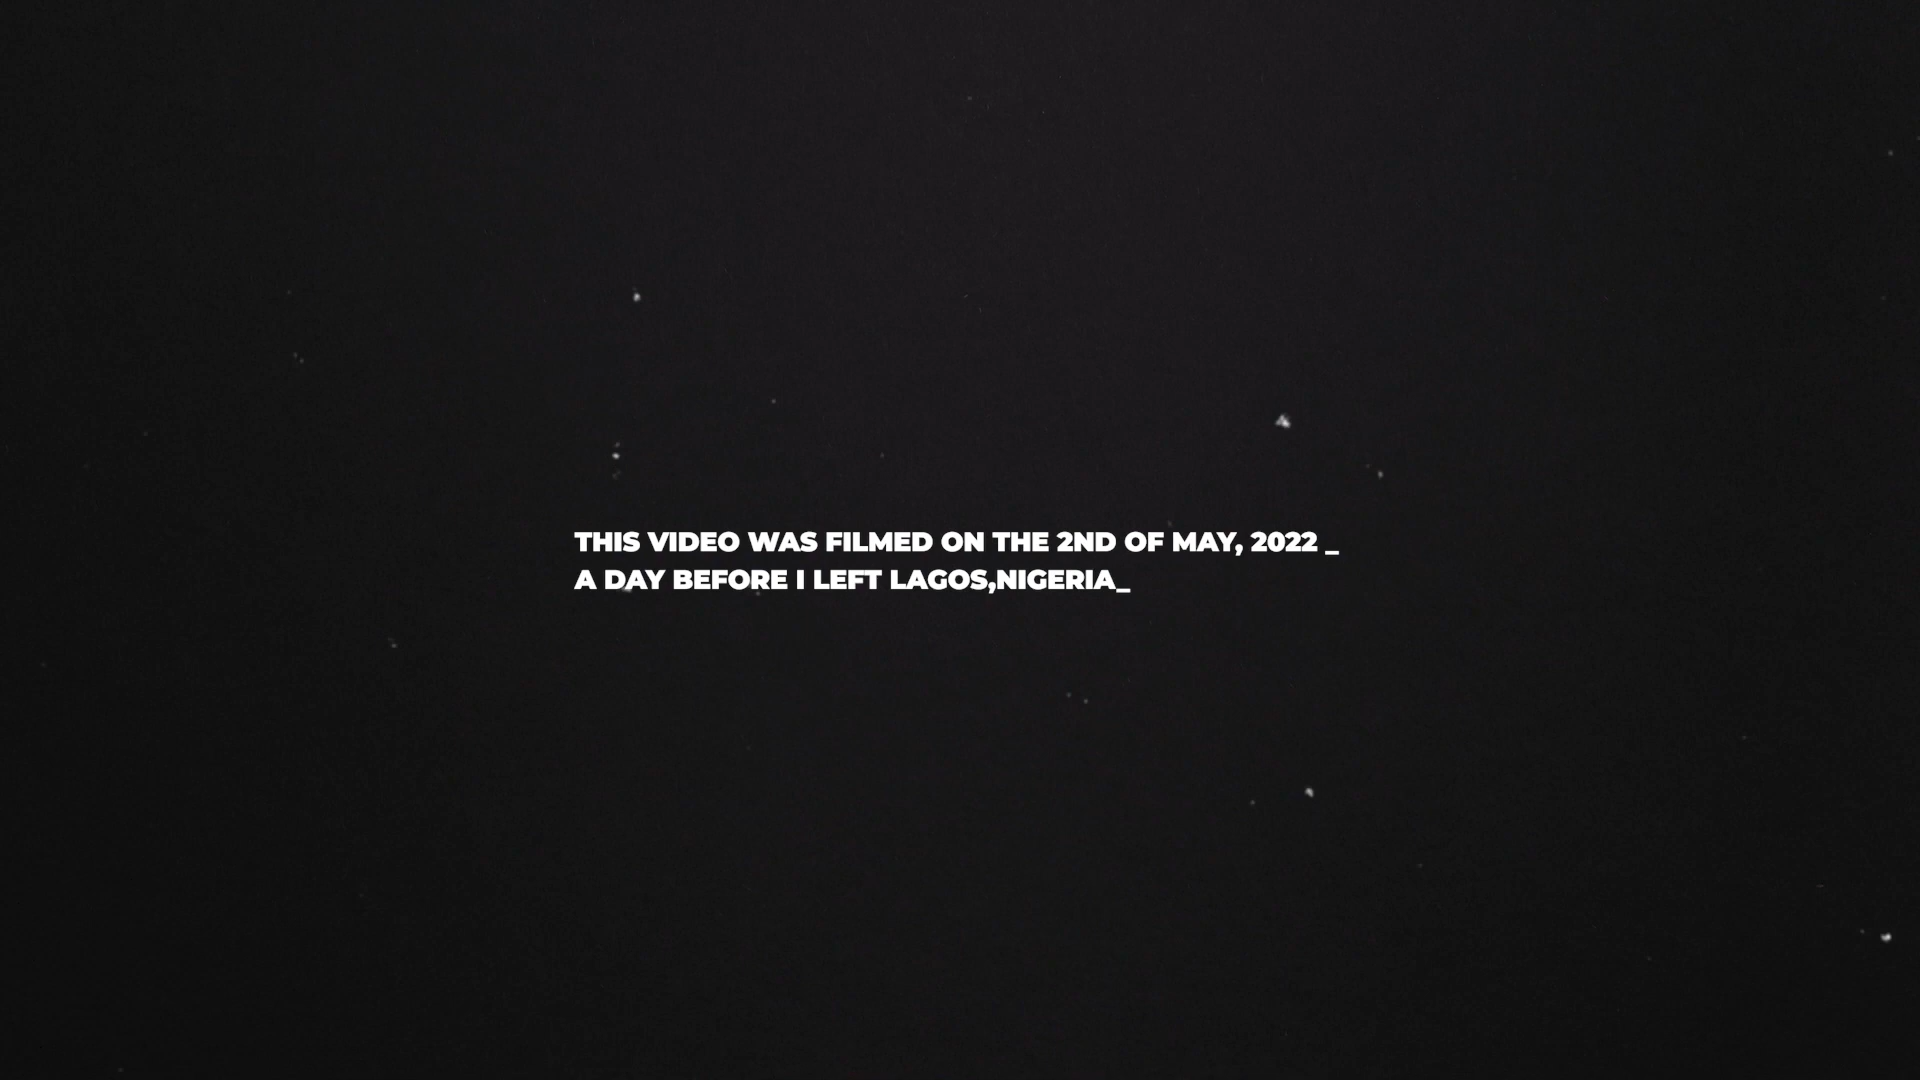 THIS VIDEO WAS FILMED ON THE 2ND OF MAY, 2022 _
A DAY BEFORE I LEFT LAGOS,NIGERIA_